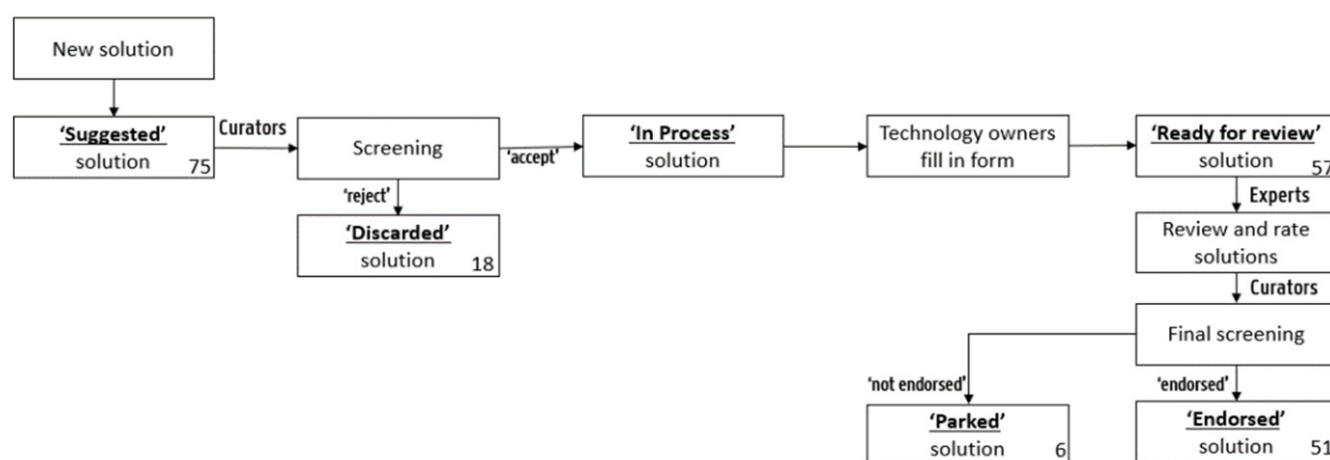 New solution
‘Suggested’
solution
75
Curators
Screening
‘accept’
‘reject’
‘Discarded’
solution
18
‘In Process’
solution
Technology owners
fill in form
‘Ready for review’
solution
57
Experts
Review and rate
solutions
Curators
Final screening
‘not endorsed’
‘endorsed’
‘Parked’
solution
6
‘Endorsed’
solution
51